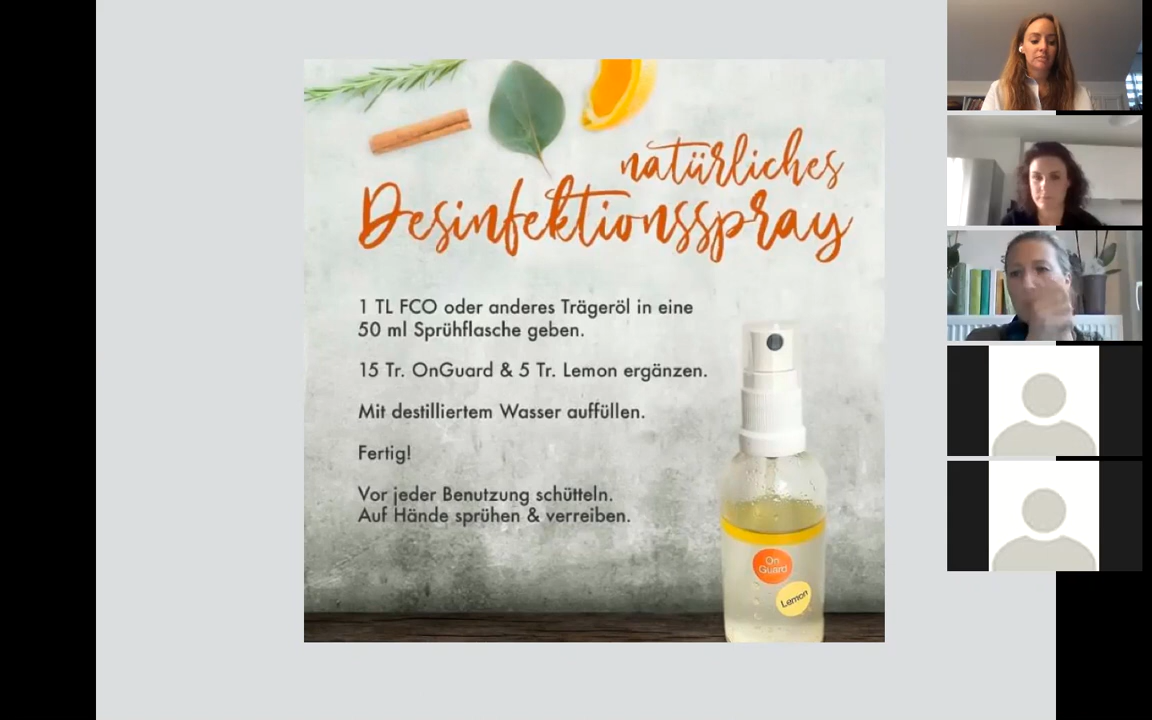 natürliches
Desinfektionsspray
1 TL FCO oder anderes Trägeröl in eine
50 ml Sprühflasche geben.
15 Tr. OnGuard & 5 Tr. Lemon ergänzen.
Mit destilliertem Wasser auffüllen.
Fertig!
Vor jeder Benutzung schütteln.
Auf Hände sprühen & verreiben.
On
Guard
Lemon